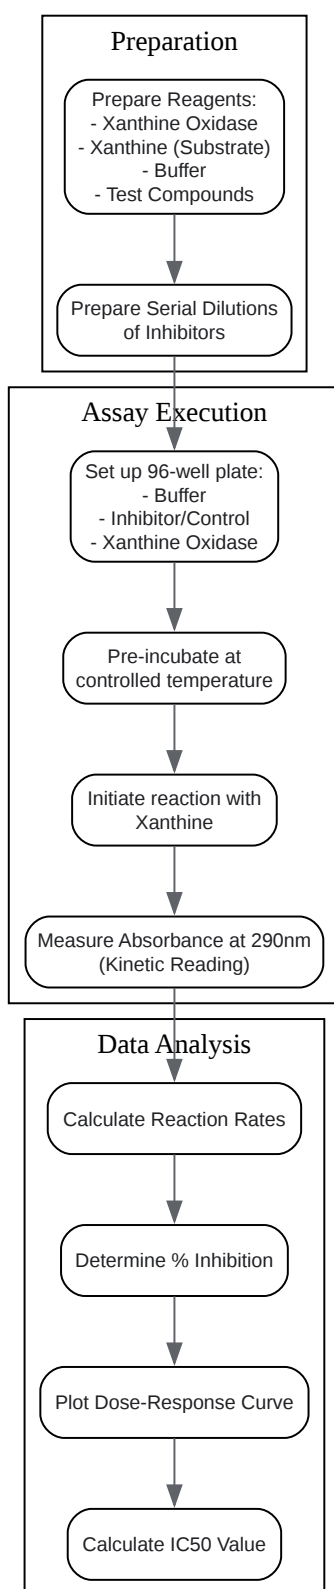 Preparation
Prepare Reagents:
- Xanthine Oxidase
- Xanthine (Substrate)
- Buffer
- Test Compounds
Prepare Serial Dilutions
of Inhibitors
Assay Execution
Set up 96-well plate:
- Buffer
- Inhibitor/Control
- Xanthine Oxidase
Pre-incubate at
controlled temperature
Initiate reaction with
Xanthine
Measure Absorbance at 290nm
(Kinetic Reading)
Data Analysis
Calculate Reaction Rates
Determine % Inhibition
Plot Dose-Response Curve
Calculate IC50 Value